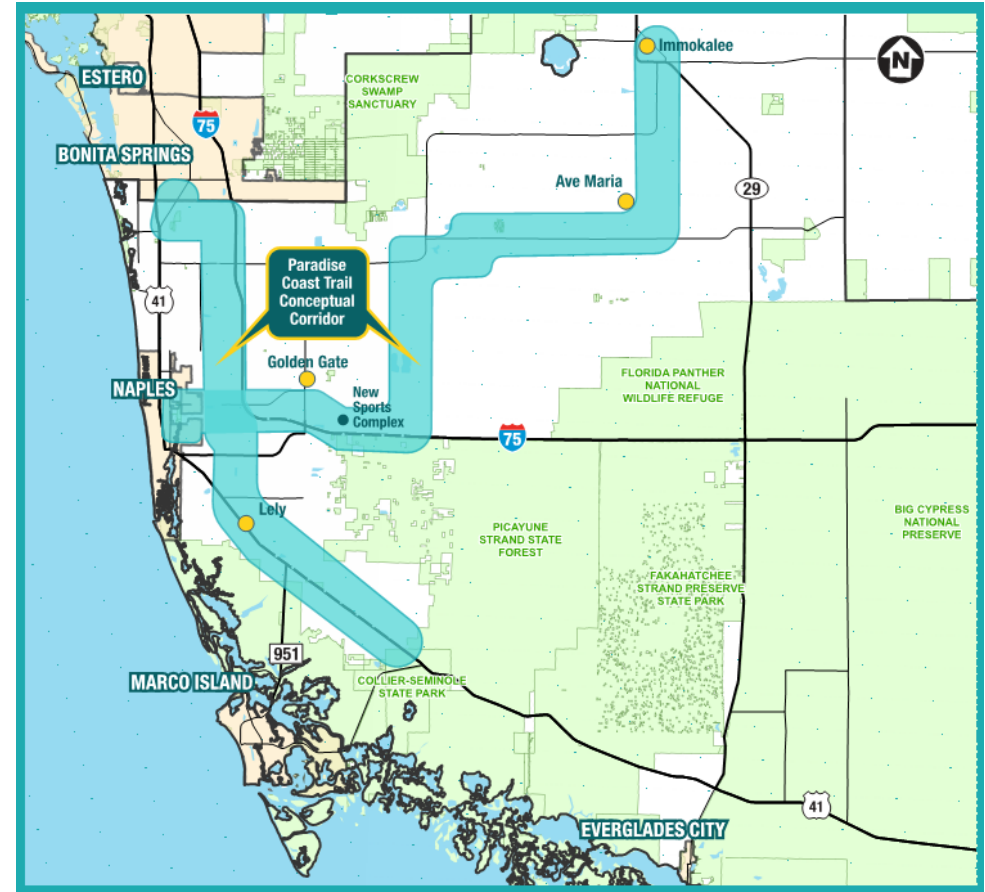 Immokalee
N
ESTERO
CORKSCREW
SWAMP
SANCTUARY
75
BONITA SPRINGS
Ave Maria
29
Paradise
Coast Trail
Conceptual
Corridor
41
Golden Gate
FLORIDA PANTHER
NATIONAL
WILDLIFE REFUGE
NAPLES
New
Sports
Complex
75
Lely
PICAYUNE
STRAND STATE
FOREST
BIG CYPRESS
NATIONAL
PRESERVE
FAKAHATCHEE
STRAND PRESERVE
STATE PARK
951
MARCO ISLAND
COLLIER-SEMINOLE
STATE PARK
41
EVERGLADES CITY